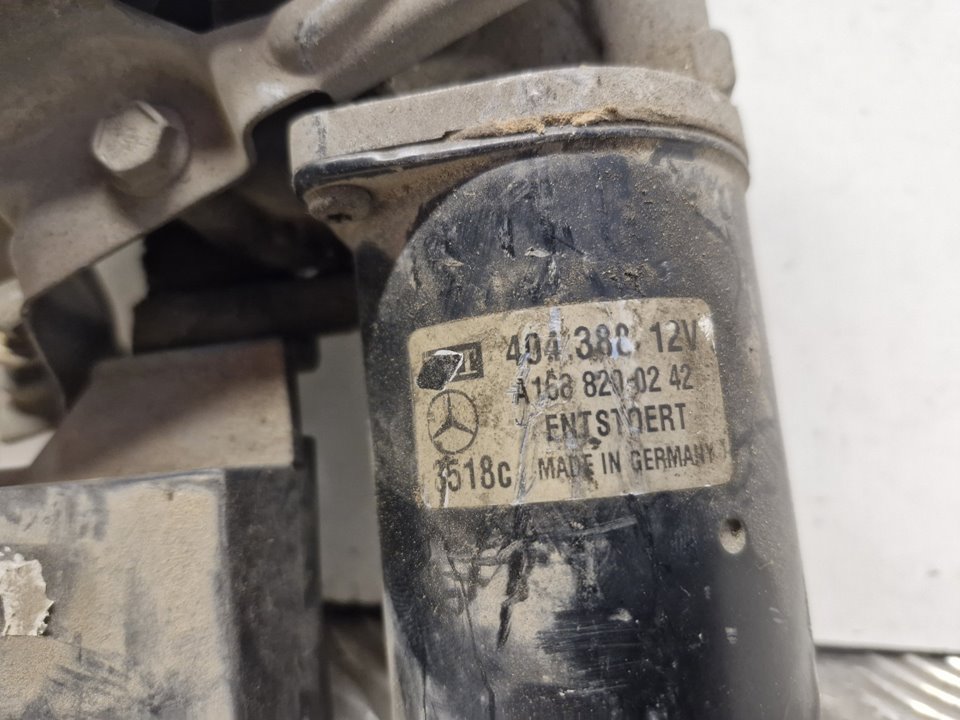 404.388 12V
A168 820 02 42
ENTSTOERT
3518c MADE IN GERMANY